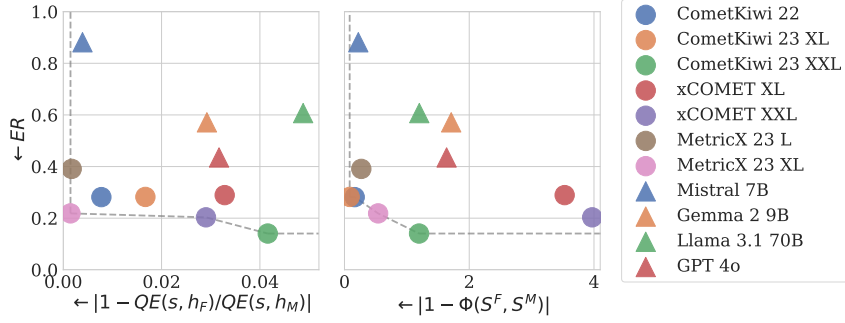 1.0
0.8
0.6
0.4
0.2
0.0
← ER
0.00 0.02 0.04
← |1 − QE(s, h_F)/QE(s, h_M)|
0 2 4
← |1 − Φ(S^F, S^M)|
CometKiwi 22
CometKiwi 23 XL
CometKiwi 23 XXL
xCOMET XL
xCOMET XXL
MetricX 23 L
MetricX 23 XL
Mistral 7B
Gemma 2 9B
Llama 3.1 70B
GPT 4o